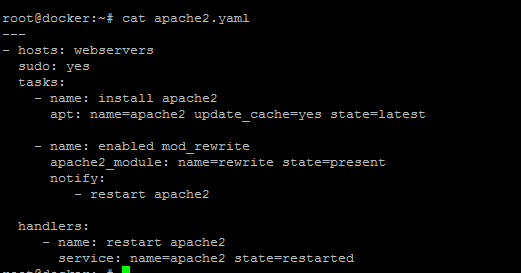 root@docker:~# cat apache2.yaml
---
- hosts: webservers
  sudo: yes
  tasks:
    - name: install apache2
      apt: name=apache2 update_cache=yes state=latest

    - name: enabled mod_rewrite
      apache2_module: name=rewrite state=present
      notify:
        - restart apache2

  handlers:
     - name: restart apache2
       service: name=apache2 state=restarted
root@docker:~#